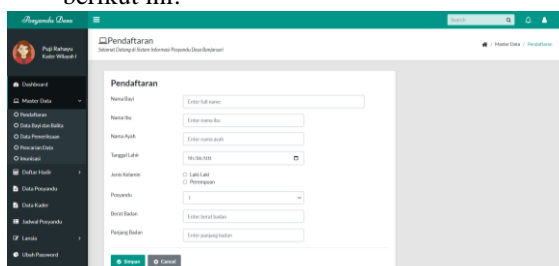 berikut ini.
Posyandu Desa
Search
Puji Rahayu
Kader Wilayah I
Pendaftaran
Selamat Datang di Sistem Informasi Posyandu Desa Banjarsari
/ Master Data / Pendaftaran
Dashboard
Master Data
Pendaftaran
Data Bayi dan Balita
Data Pemeriksaan
Pencarian Data
Imunisasi
Daftar Hadir
Data Posyandu
Data Kader
Jadwal Posyandu
Lansia
Ubah Password
Pendaftaran
Nama Bayi
Enter full name
Nama Ibu
Enter nama ibu
Nama Ayah
Enter nama ayah
Tanggal Lahir
Jenis Kelamin
Laki-Laki
Perempuan
Posyandu
1
Berat Badan
Enter berat badan
Panjang Badan
Enter panjang badan
Simpan
Cancel